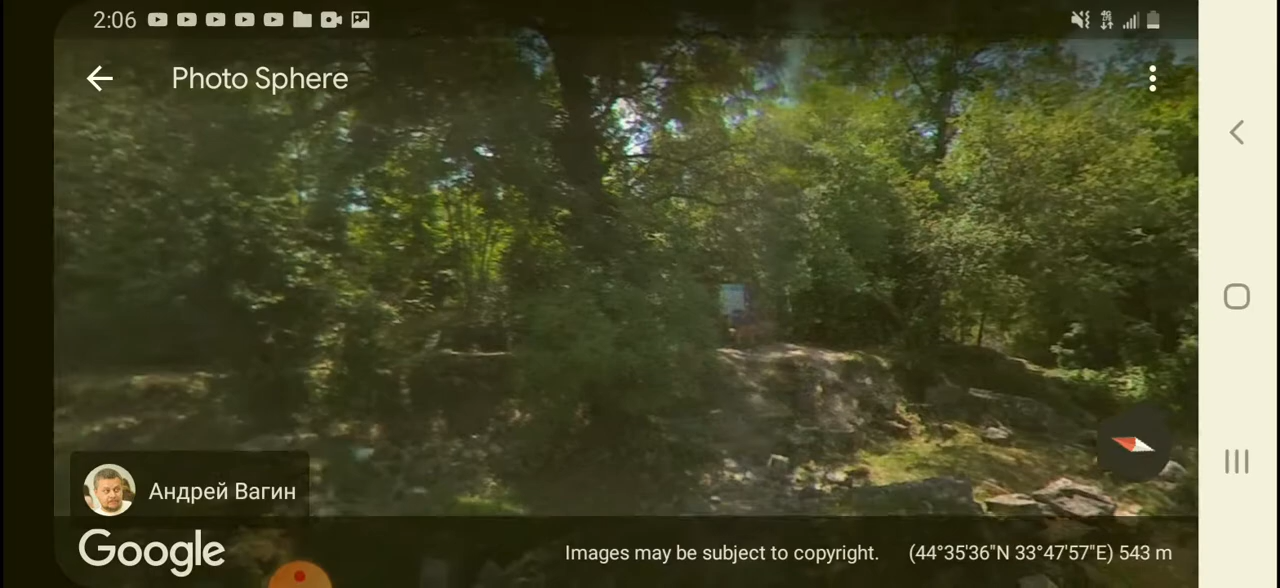 2:06
Photo Sphere
Андрей Вагин
Google
Images may be subject to copyright. (44°35'36"N 33°47'57"E) 543 m